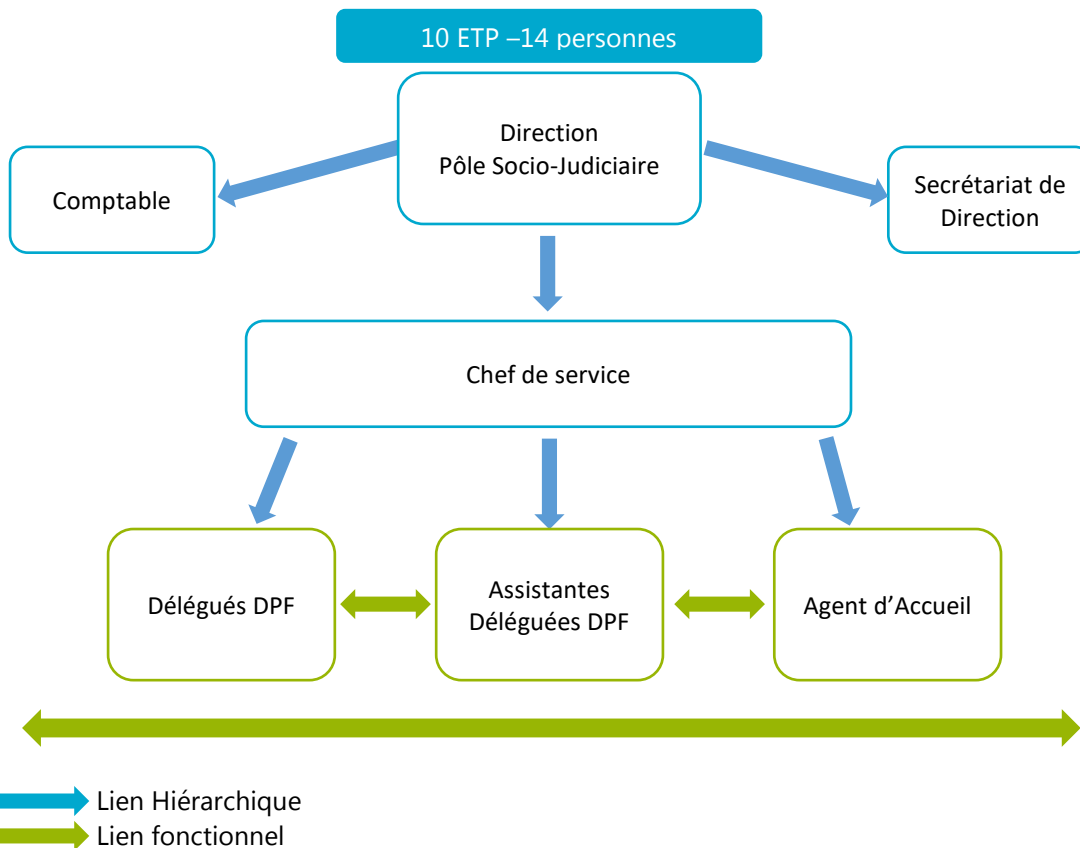 10 ETP –14 personnes
Direction
Pôle Socio-Judiciaire
Comptable
Secrétariat de
Direction
Chef de service
Délégués DPF
Assistantes
Déléguées DPF
Agent d’Accueil
Lien Hiérarchique
Lien fonctionnel